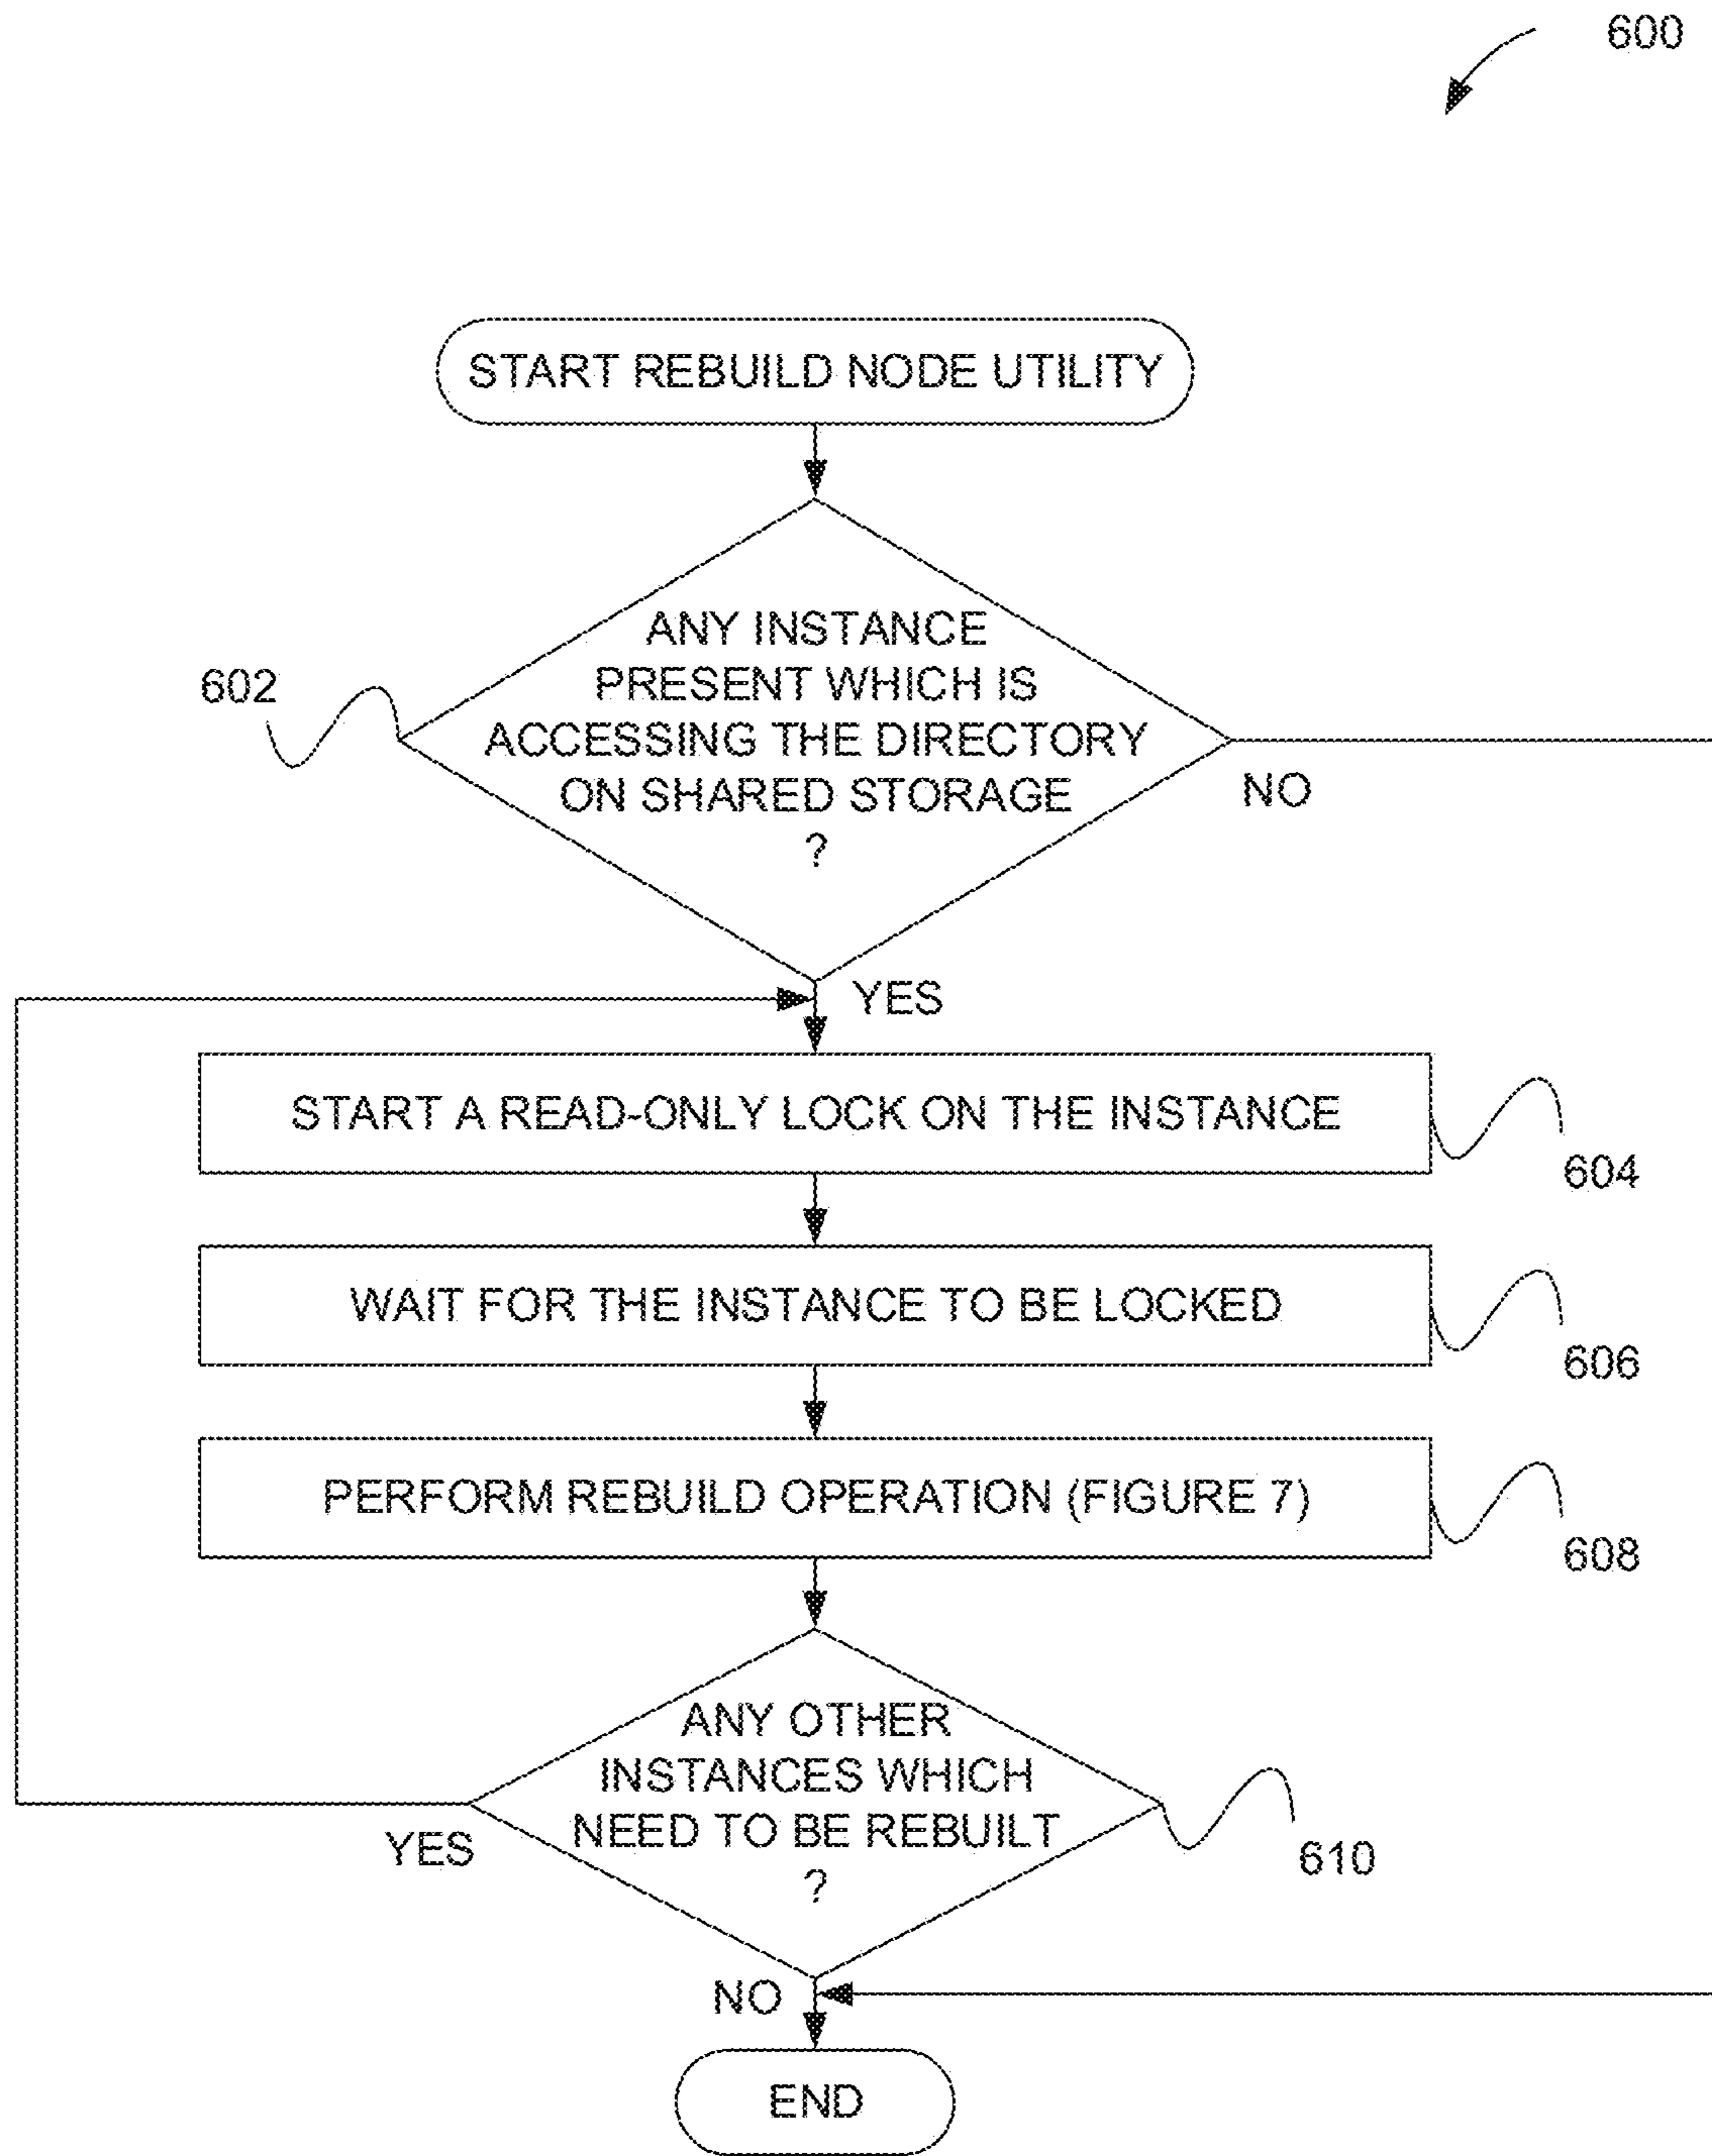 600
START REBUILD NODE UTILITY
ANY INSTANCE
PRESENT WHICH IS
ACCESSING THE DIRECTORY
ON SHARED STORAGE
?
602
NO
YES
START A READ-ONLY LOCK ON THE INSTANCE
604
WAIT FOR THE INSTANCE TO BE LOCKED
606
PERFORM REBUILD OPERATION (FIGURE 7)
608
ANY OTHER
INSTANCES WHICH
NEED TO BE REBUILT
?
YES
610
NO
END